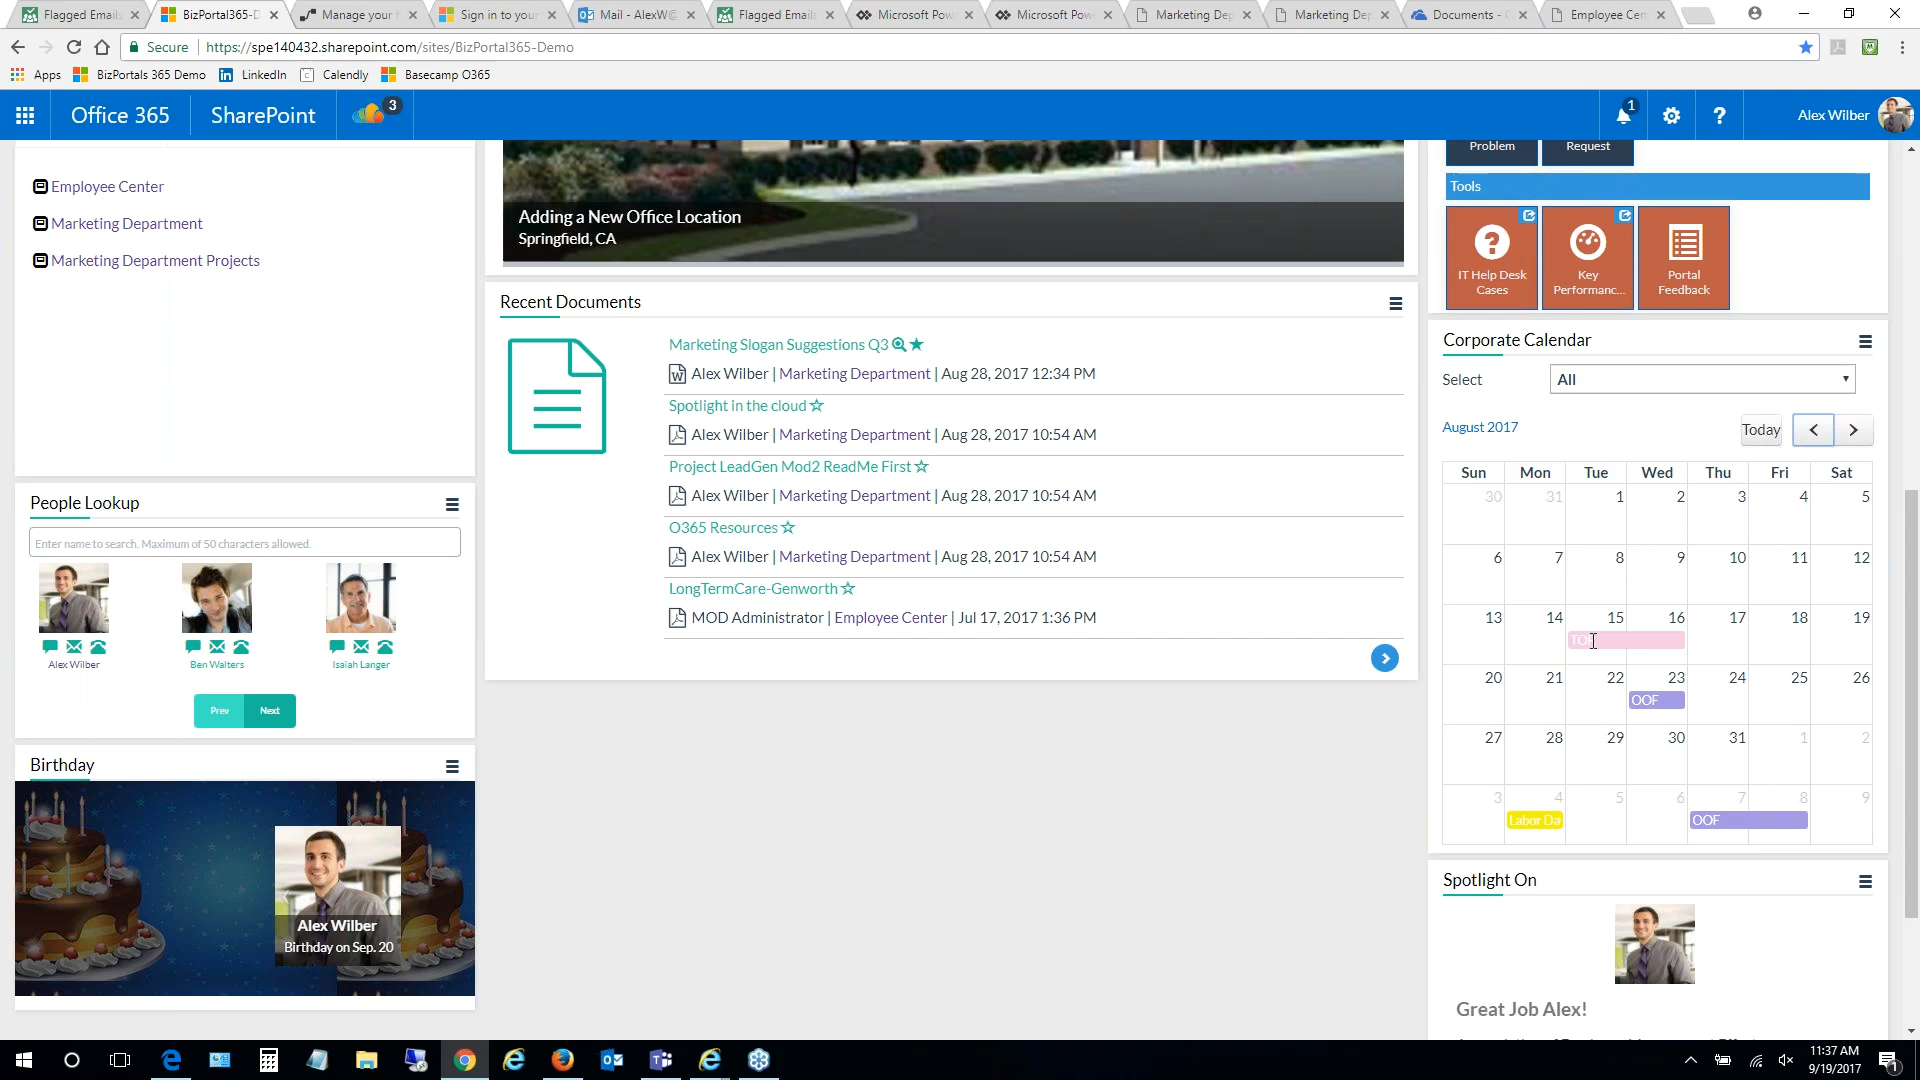 Flagged Emails
BizPortal365-D
Manage your f
Sign in to your
Mail - AlexW@
Flagged Emails
Microsoft Pow
Microsoft Pow
Marketing Dep
Marketing Dep
Documents -
Employee Cen
Secure
https://spe140432.sharepoint.com/sites/BizPortal365-Demo
Apps
BizPortals 365 Demo
LinkedIn
Calendly
Basecamp O365
Office 365
SharePoint
3
1
?
Alex Wilber
Employee Center
Marketing Department
Marketing Department Projects
People Lookup
Enter name to search. Maximum of 50 characters allowed.
Alex Wilber
Ben Walters
Isaiah Langer
Prev
Next
Birthday
Alex Wilber
Birthday on Sep. 20
Adding a New Office Location
Springfield, CA
Recent Documents
Marketing Slogan Suggestions Q3
Alex Wilber | Marketing Department | Aug 28, 2017 12:34 PM
Spotlight in the cloud
Alex Wilber | Marketing Department | Aug 28, 2017 10:54 AM
Project LeadGen Mod2 ReadMe First
Alex Wilber | Marketing Department | Aug 28, 2017 10:54 AM
O365 Resources
Alex Wilber | Marketing Department | Aug 28, 2017 10:54 AM
LongTermCare-Genworth
MOD Administrator | Employee Center | Jul 17, 2017 1:36 PM
Problem
Request
Tools
IT Help Desk
Cases
Key
Performanc...
Portal
Feedback
Corporate Calendar
Select
All
August 2017
Today
Sun Mon Tue Wed Thu Fri Sat
30 31 1 2 3 4 5
6 7 8 9 10 11 12
13 14 15 16 17 18 19
20 21 22 23 24 25 26
OOF
27 28 29 30 31 1 2
3 4 5 6 7 8 9
Labor Da
OOF
Spotlight On
Great Job Alex!
11:37 AM
9/19/2017
1